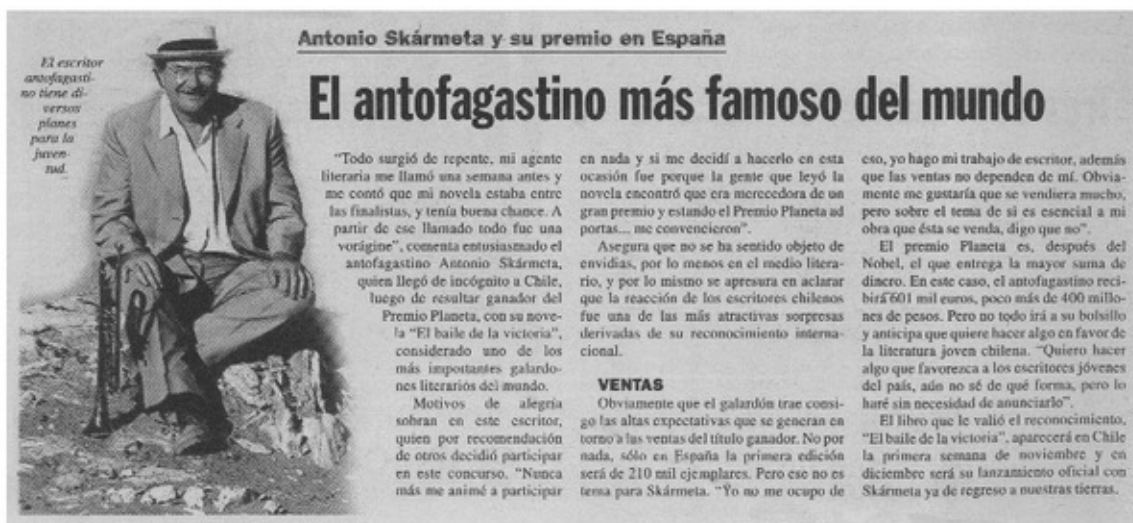 El escritor
antofagasti-
no tiene di-
versos
planes
para la
juven-
tud.
Antonio Skármeta y su premio en España
El antofagastino más famoso del mundo
“Todo surgió de repente, mi agente
literaria me llamó una semana antes y
me contó que mi novela estaba entre
las finalistas, y tenía buena chance. A
partir de ese llamado todo fue una
vorágine”, comenta entusiasmado el
antofagastino Antonio Skármeta,
quien llegó de incógnito a Chile,
luego de resultar ganador del
Premio Planeta, con su nove-
la “El baile de la victoria”,
considerado uno de los
más importantes galardo-
nes literarios del mundo.
Motivos de alegría
sobran en este escritor,
quien por recomendación
de otros decidió participar
en este concurso. “Nunca
más me animé a participar
en nada y si me decidí a hacerlo en esta
ocasión fue porque la gente que leyó la
novela encontró que era merecedora de un
gran premio y estando el Premio Planeta ad
portas... me convencieron”.
Asegura que no se ha sentido objeto de
envidias, por lo menos en el medio litera-
rio, y por lo mismo se apresura en aclarar
que la reacción de los escritores chilenos
fue una de las más atractivas sorpresas
derivadas de su reconocimiento interna-
cional.
VENTAS
Obviamente que el galardón trae consi-
go las altas expectativas que se generan en
torno a las ventas del título ganador. No por
nada, sólo en España la primera edición
será de 210 mil ejemplares. Pero ese no es
tema para Skármeta. “Yo no me ocupo de
eso, yo hago mi trabajo de escritor, además
que las ventas no dependen de mí. Obvia-
mente me gustaría que se vendiera mucho,
pero sobre el tema de si es esencial a mi
obra que ésta se venda, digo que no”.
El premio Planeta es, después del
Nobel, el que entrega la mayor suma de
dinero. En este caso, el antofagastino reci-
birá 601 mil euros, poco más de 400 millo-
nes de pesos. Pero no todo irá a su bolsillo
y anticipa que quiere hacer algo en favor de
la literatura joven chilena. “Quiero hacer
algo que favorezca a los escritores jóvenes
del país, aún no sé de qué forma, pero lo
haré sin necesidad de anunciarlo”.
El libro que le valió el reconocimiento,
“El baile de la victoria”, aparecerá en Chile
la primera semana de noviembre y en
diciembre será su lanzamiento oficial con
Skármeta ya de regreso a nuestras tierras.